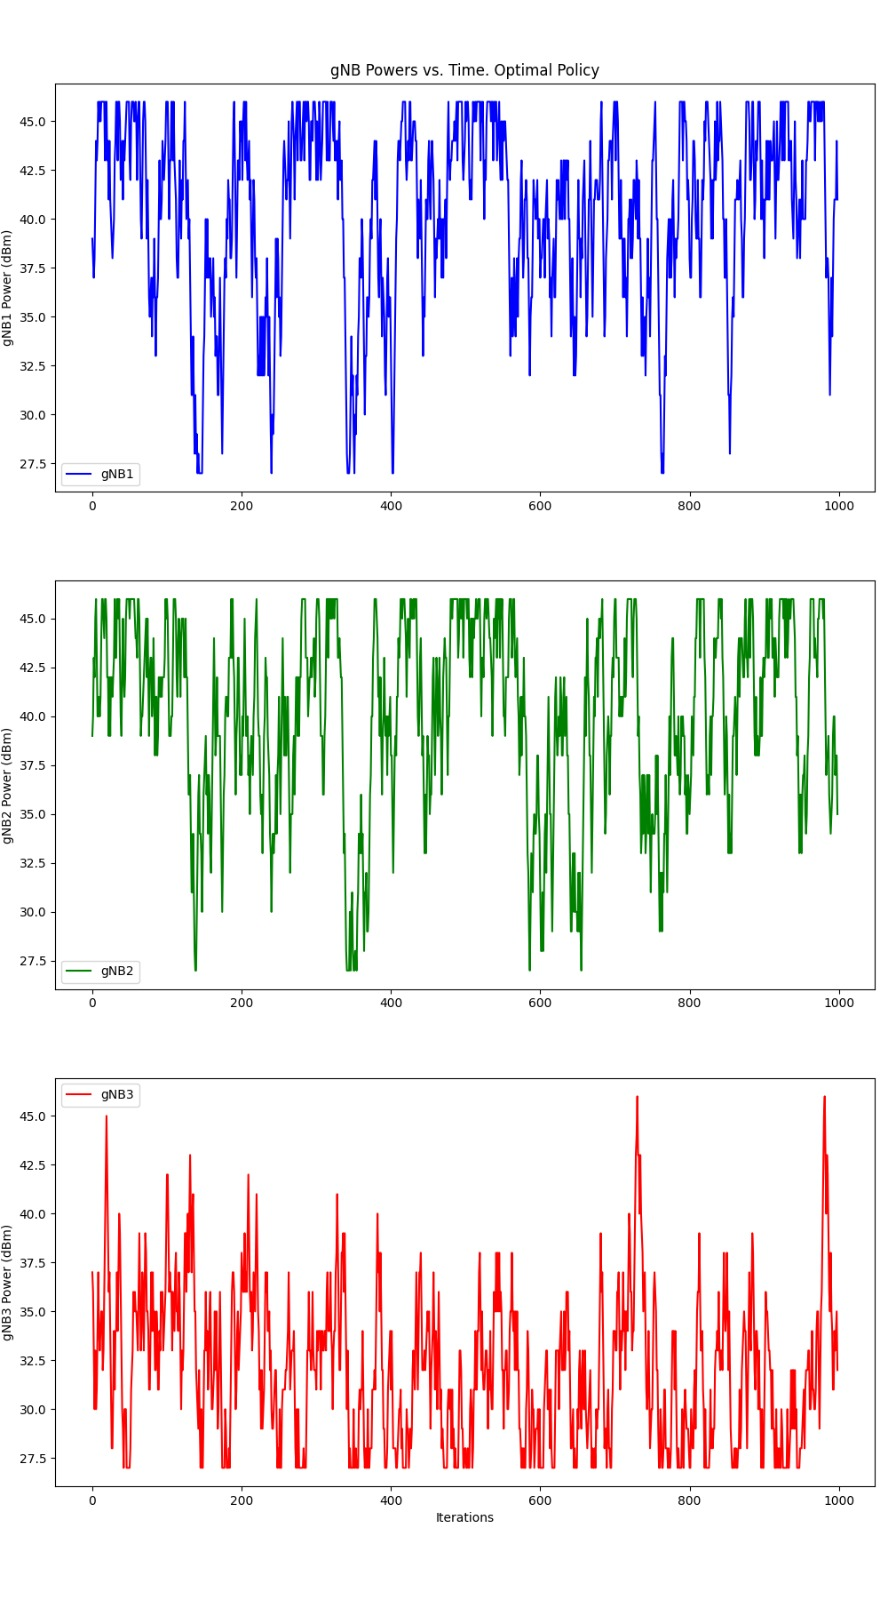 gNB Powers vs. Time. Optimal Policy
gNB1 Power (dBm)
45.0
42.5
40.0
37.5
35.0
32.5
30.0
27.5
gNB1
0 200 400 600 800 1000
gNB2 Power (dBm)
45.0
42.5
40.0
37.5
35.0
32.5
30.0
27.5
gNB2
0 200 400 600 800 1000
gNB3 Power (dBm)
gNB3
45.0
42.5
40.0
37.5
35.0
32.5
30.0
27.5
0 200 400 600 800 1000
Iterations